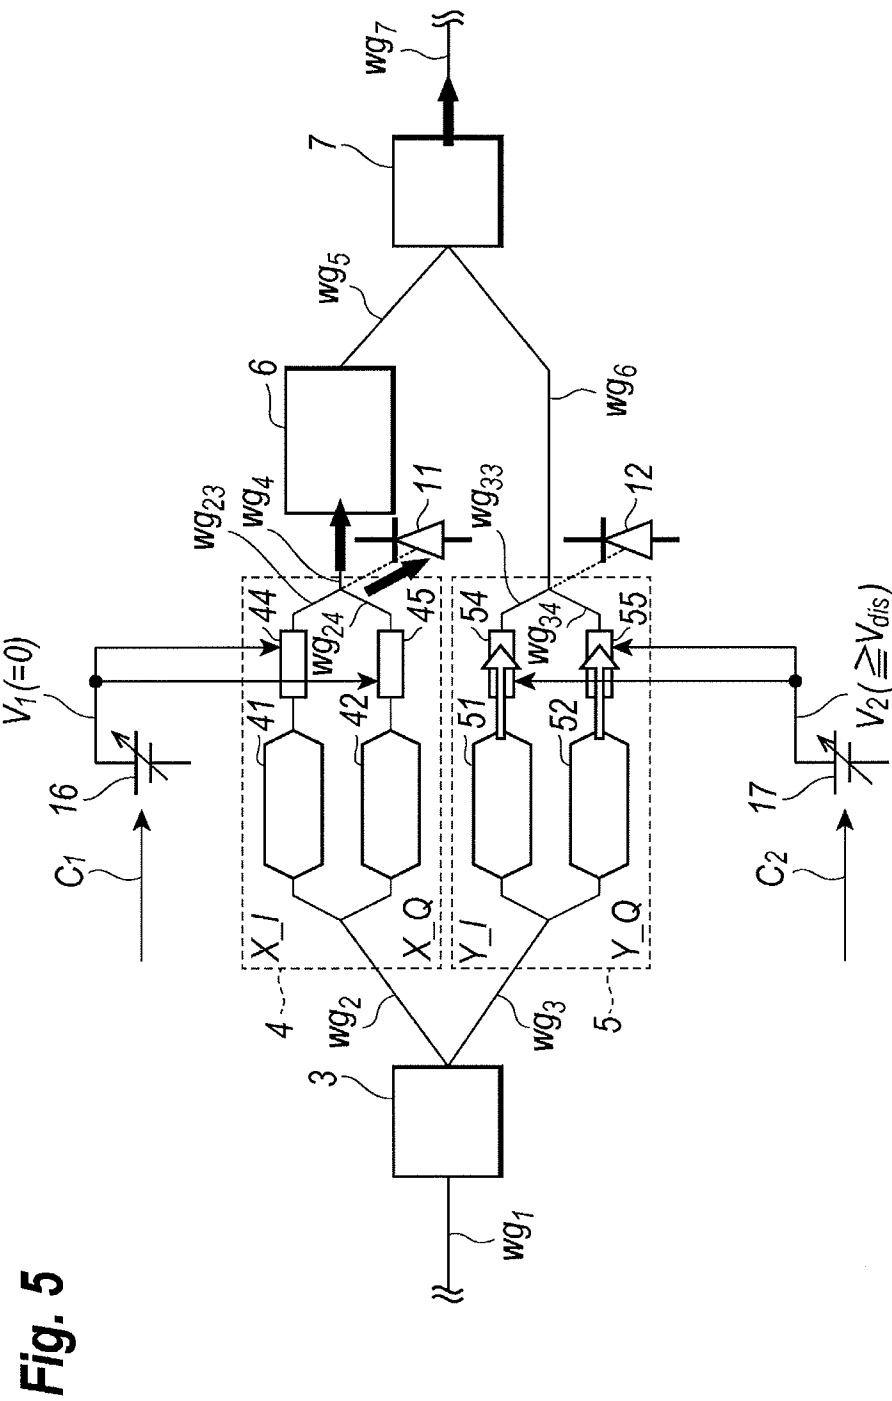 Fig. 5
V₁(=0)
C₁
16
wg₂₃
wg₄
X_I
41
44
6
4
3
wg₂
42
wg₂₄
wg₅
7
wg₇
X_Q
45
11
Y_I
51
54
wg₃₃
wg₁
wg₃
52
wg₃₄
5
Y_Q
55
12
wg₆
C₂
17
V₂(≧V_dis)